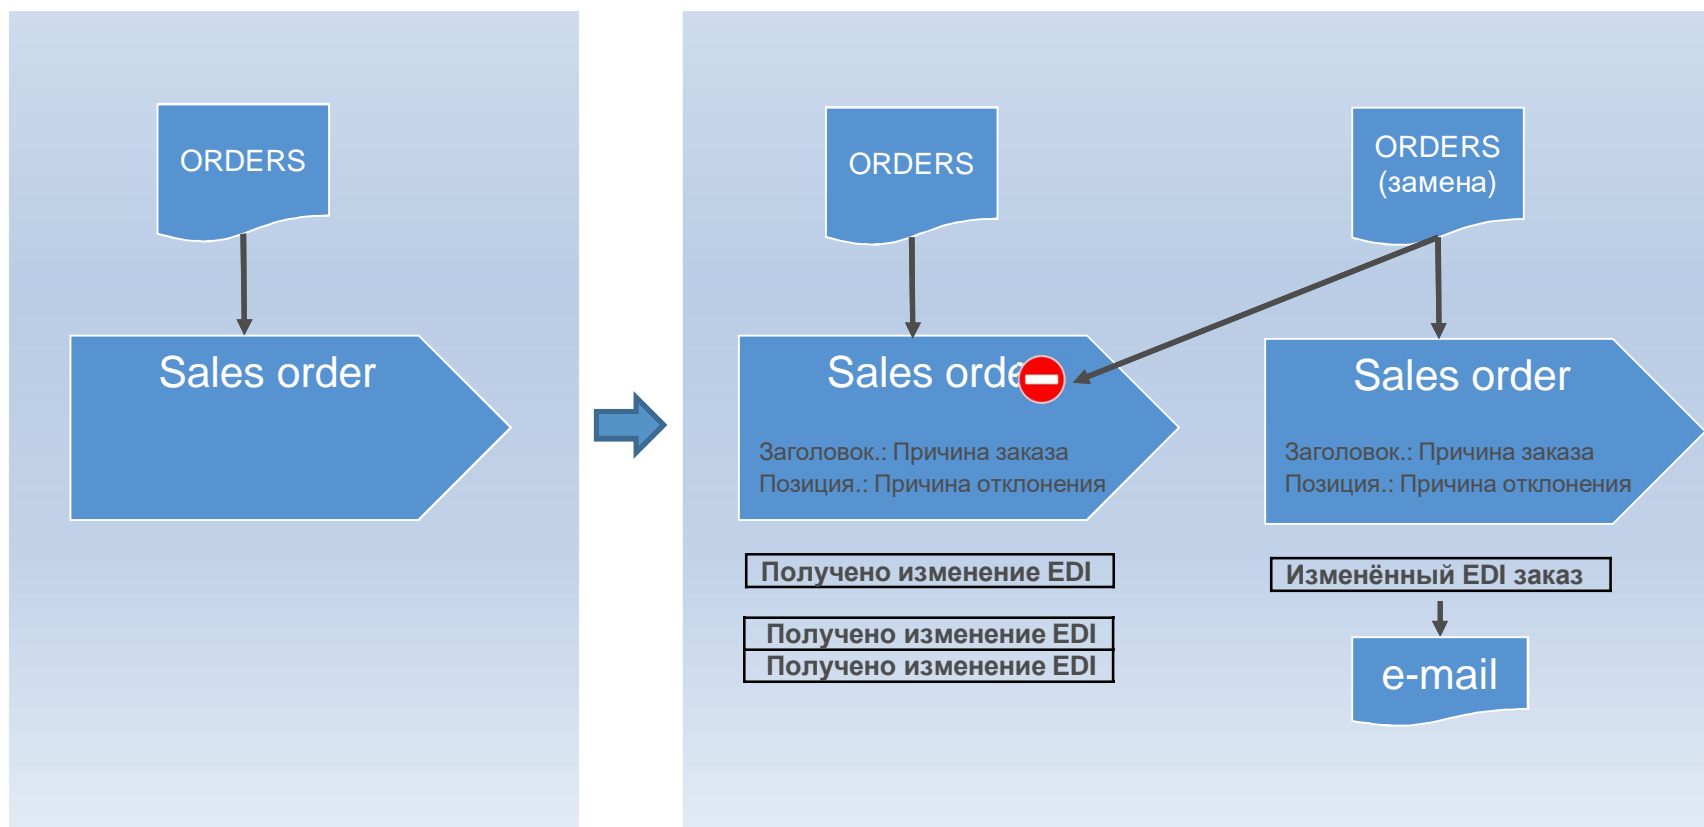 ORDERS
Sales order
ORDERS
Sales order
Заголовок.: Причина заказа
Позиция.: Причина отклонения
Получено изменение EDI
Получено изменение EDI
Получено изменение EDI
ORDERS
(замена)
Sales order
Заголовок.: Причина заказа
Позиция.: Причина отклонения
Изменённый EDI заказ
e-mail